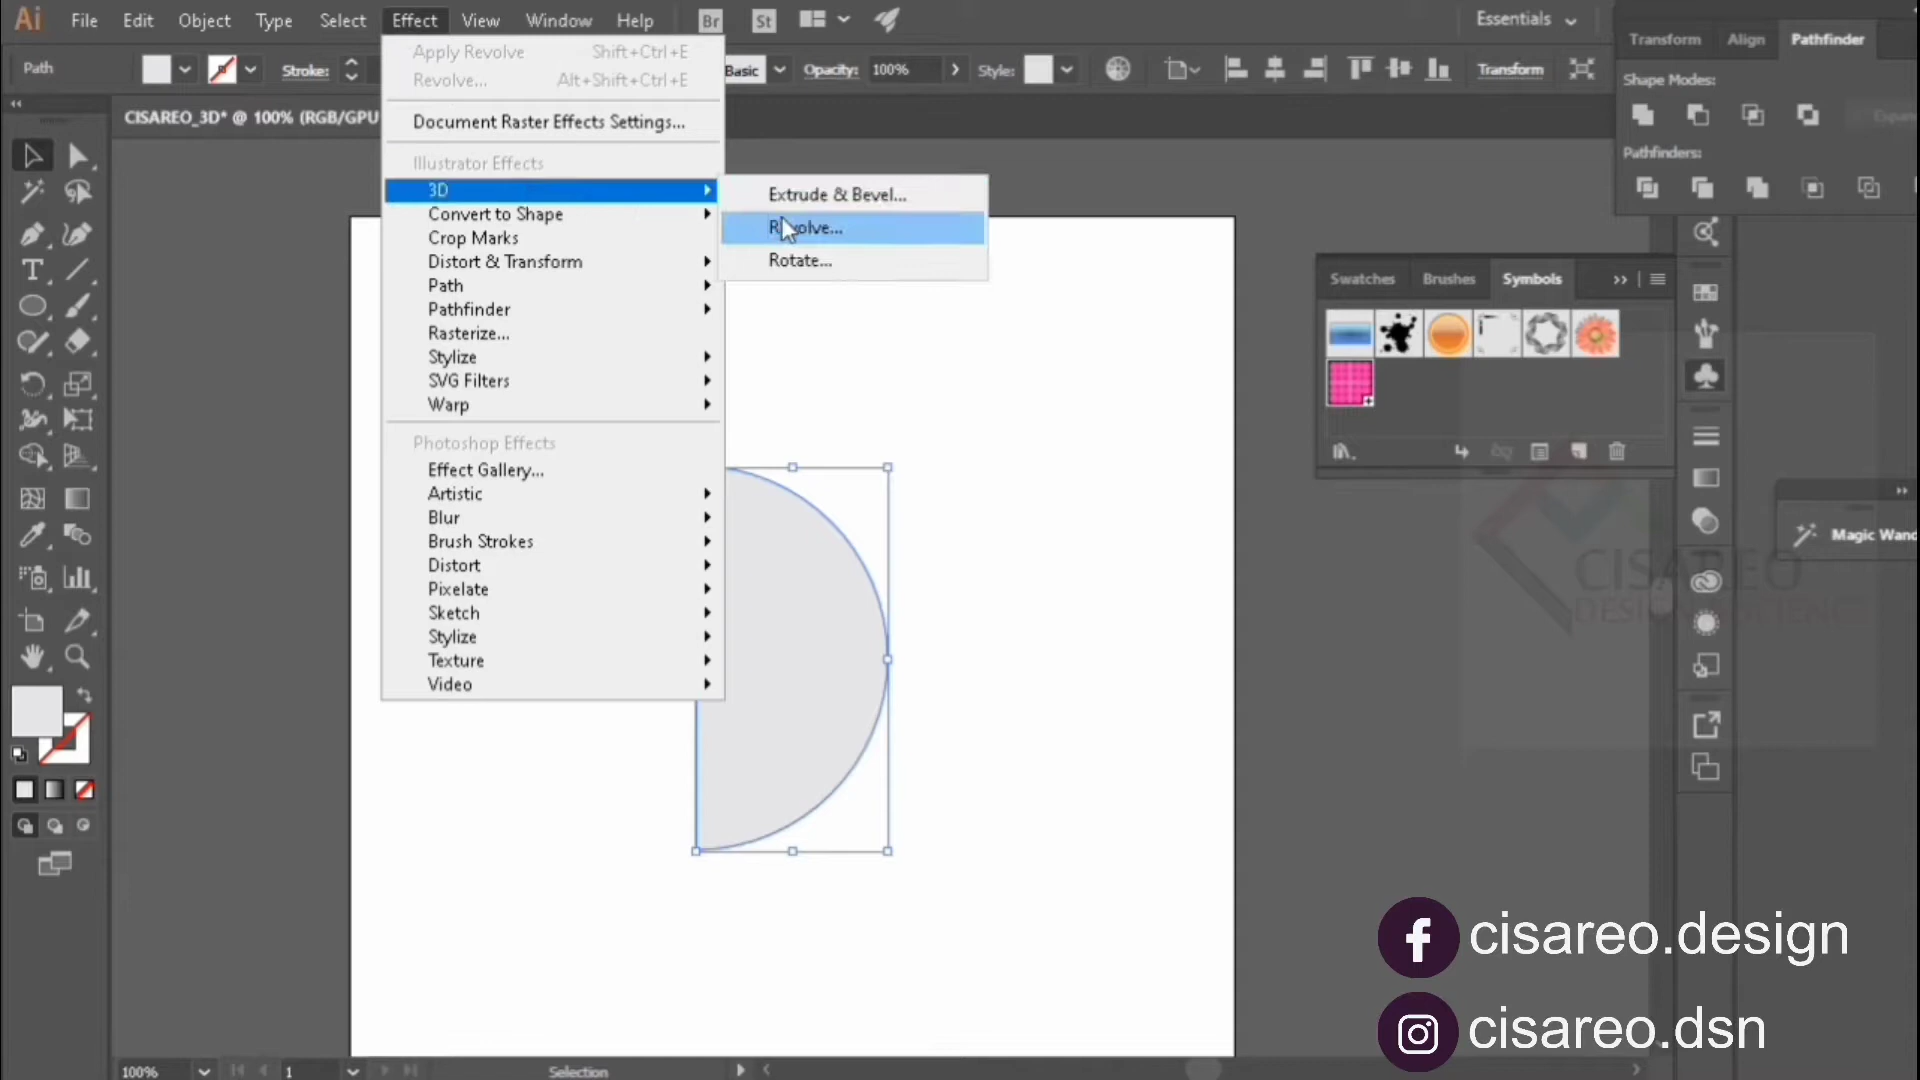 Ai File Edit Object Type Select Effect View Window Help Br St Essentials
Path Stroke: Basic Opacity: 100% Style: Transform
Transform Align Pathfinder
Shape Modes:
Pathfinders:
CISAREO_3D* @ 100% (RGB/GPU
Apply Revolve Shift+Ctrl+E
Revolve... Alt+Shift+Ctrl+E
Document Raster Effects Settings...
Illustrator Effects
3D
Convert to Shape
Crop Marks
Distort & Transform
Path
Pathfinder
Rasterize...
Stylize
SVG Filters
Warp
Photoshop Effects
Effect Gallery...
Artistic
Blur
Brush Strokes
Distort
Pixelate
Sketch
Stylize
Texture
Video
Extrude & Bevel...
Revolve...
Rotate...
Swatches Brushes Symbols
Magic Wand
CISAREO
cisareo.design
cisareo.dsn
100% 1 Selection